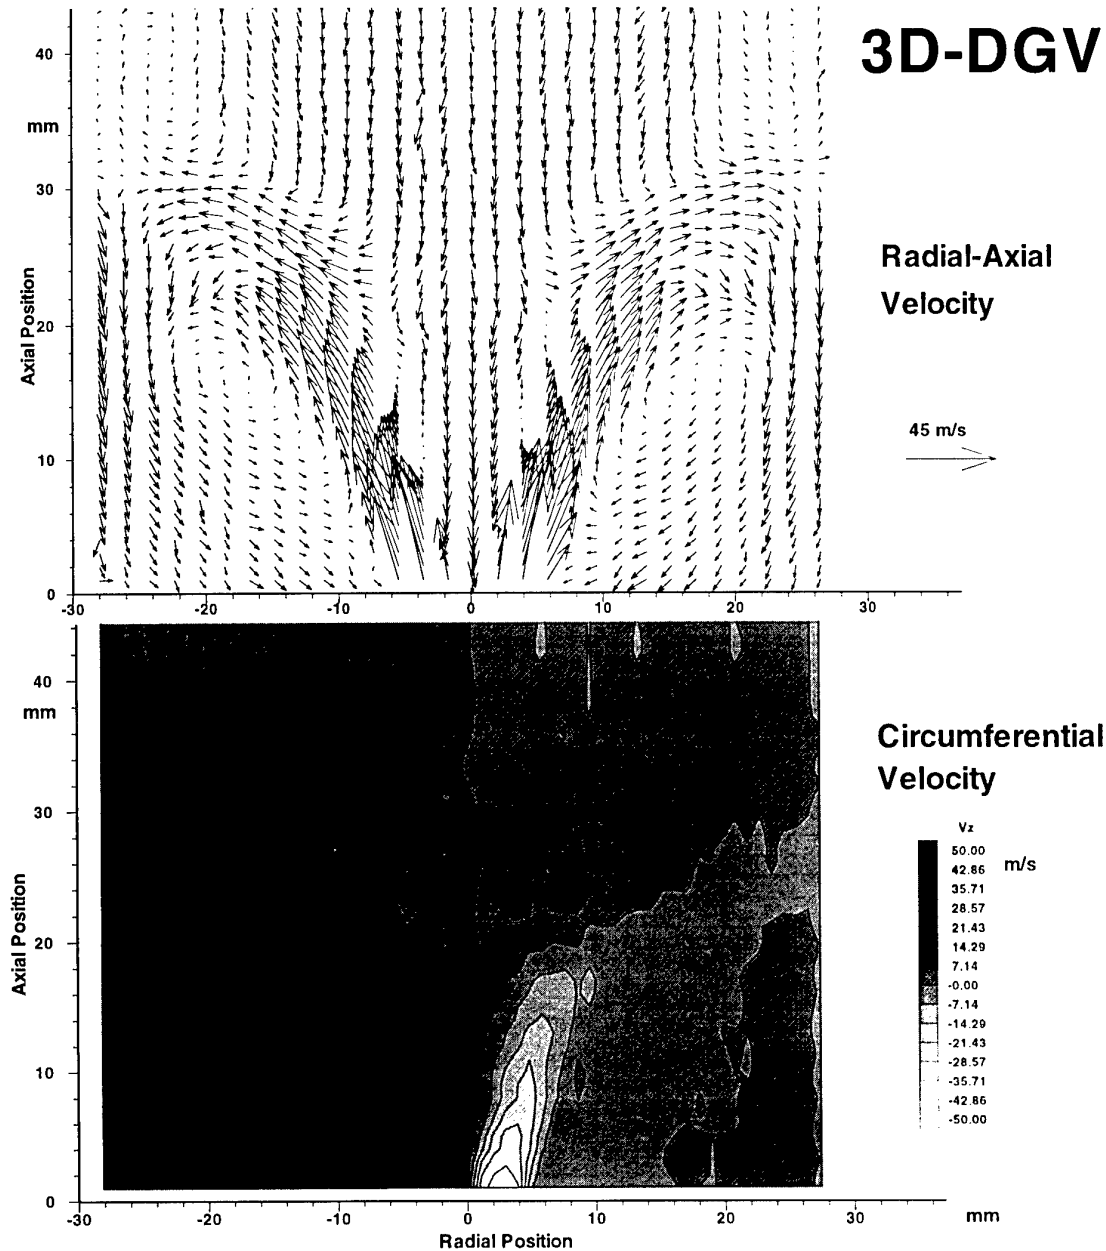 3D-DGV
40
mm
30
20
10
0
Axial Position
-30
-20
-10
0
10
20
30
Radial-Axial
Velocity
45 m/s
40
mm
30
20
10
0
Axial Position
-30
-20
-10
0
10
20
30
mm
Radial Position
Circumferential
Velocity
Vz
50.00
42.86
35.71
28.57
21.43
14.29
7.14
-0.00
-7.14
-14.29
-21.43
-28.57
-35.71
-42.86
-50.00
m/s